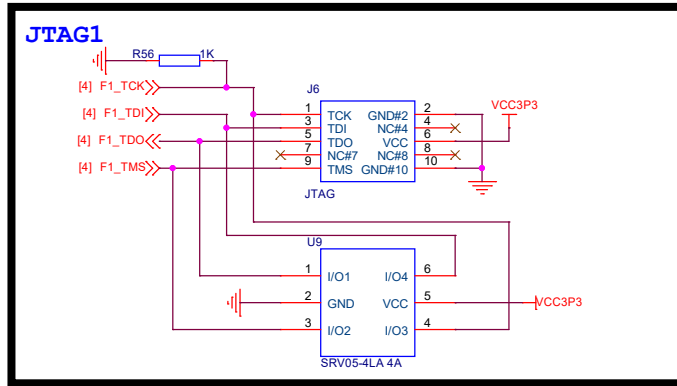 JTAG1
R56 1K
J6
[4] F1_TCK
1 TCK GND#2 2
VCC3P3
[4] F1_TDI
3 TDI NC#4 4
[4] F1_TDO
5 TDO VCC 6
7 NC#7 NC#8 8
[4] F1_TMS
9 TMS GND#10 10
JTAG
U9
1 I/O1 I/O4 6
2 GND VCC 5
VCC3P3
3 I/O2 I/O3 4
SRV05-4LA 4A